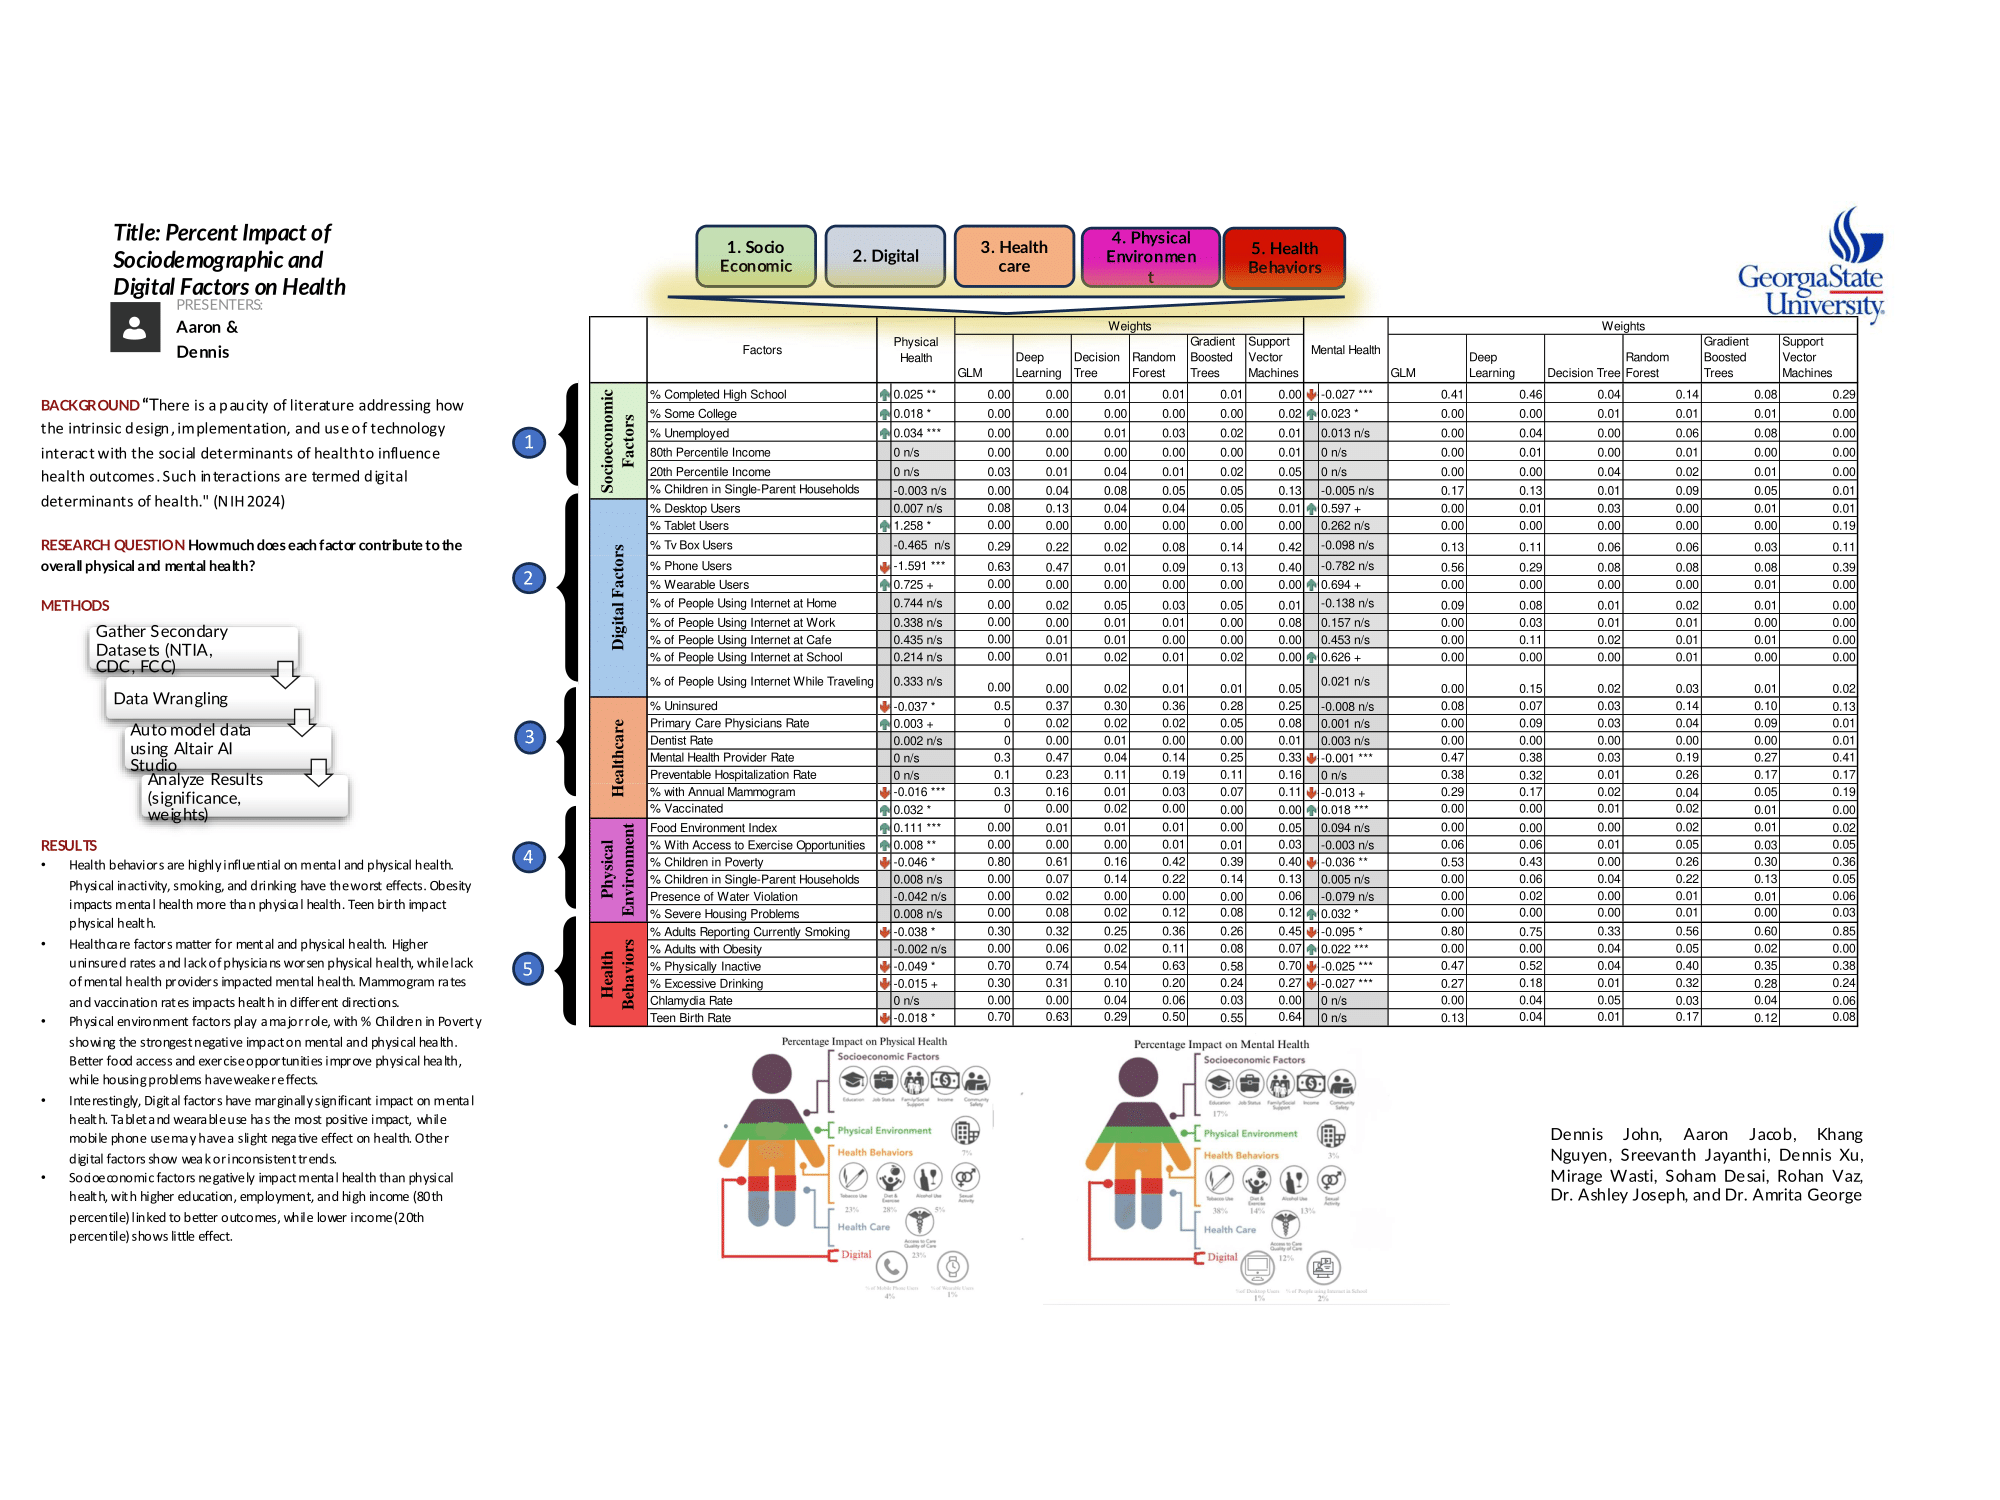 Title: Percent Impact of
Sociodemographic and
Digital Factors on Health
PRESENTERS:
Aaron &
Dennis
BACKGROUND “There is a paucity of literature addressing how
the intrinsic design, implementation, and use of technology
interact with the social determinants of health to influence
health outcomes. Such interactions are termed digital
determinants of health." (NIH 2024)
RESEARCH QUESTION How much does each factor contribute to the
overall physical and mental health?
METHODS
Gather Secondary
Datasets (NTIA,
CDC, FCC)
Data Wrangling
Auto model data
using Altair AI
Studio
Analyze Results
(significance,
weights)
RESULTS
• Health behaviors are highly influential on mental and physical health.
Physical inactivity, smoking, and drinking have the worst effects. Obesity
impacts mental health more than physical health. Teen birth impact
physical health.
• Healthcare factors matter for mental and physical health. Higher
uninsured rates and lack of physicians worsen physical health, while lack
of mental health providers impacted mental health. Mammogram rates
and vaccination rates impacts health in different directions.
• Physical environment factors play a major role, with % Children in Poverty
showing the strongest negative impact on mental and physical health.
Better food access and exercise opportunities improve physical health,
while housing problems have weaker effects.
• Interestingly, Digital factors have marginally significant impact on mental
health. Tablet and wearable use has the most positive impact, while
mobile phone use may have a slight negative effect on health. Other
digital factors show weak or inconsistent trends.
• Socioeconomic factors negatively impact mental health than physical
health, with higher education, employment, and high income (80th
percentile) linked to better outcomes, while lower income (20th
percentile) shows little effect.
1. Socio
Economic
2. Digital
3. Health
care
4. Physical
Environmen
t
5. Health
Behaviors
GeorgiaState
University.
Weights Weights
Factors Physical Health GLM Deep Learning Decision Tree Random Forest Gradient Boosted Trees Support Vector Machines Mental Health GLM Deep Learning Decision Tree Random Forest Gradient Boosted Trees Support Vector Machines
1
Socioeconomic
Factors
% Completed High School 0.025 ** 0.00 0.00 0.01 0.01 0.01 0.00 -0.027 *** 0.41 0.46 0.04 0.14 0.08 0.29
% Some College 0.018 * 0.00 0.00 0.00 0.00 0.00 0.02 0.023 * 0.00 0.00 0.01 0.01 0.01 0.00
% Unemployed 0.034 *** 0.00 0.00 0.01 0.03 0.02 0.01 0.013 n/s 0.00 0.04 0.00 0.06 0.08 0.00
80th Percentile Income 0 n/s 0.00 0.00 0.00 0.00 0.00 0.01 0 n/s 0.00 0.01 0.00 0.01 0.00 0.00
20th Percentile Income 0 n/s 0.03 0.01 0.04 0.01 0.02 0.05 0 n/s 0.00 0.00 0.04 0.02 0.01 0.00
% Children in Single-Parent Households -0.003 n/s 0.00 0.04 0.08 0.05 0.05 0.13 -0.005 n/s 0.17 0.13 0.01 0.09 0.05 0.01
2
Digital Factors
% Desktop Users 0.007 n/s 0.08 0.13 0.04 0.04 0.05 0.01 0.597 + 0.00 0.01 0.03 0.00 0.01 0.01
% Tablet Users 1.258 * 0.00 0.00 0.00 0.00 0.00 0.00 0.262 n/s 0.00 0.00 0.00 0.00 0.00 0.19
% Tv Box Users -0.465 n/s 0.29 0.22 0.02 0.08 0.14 0.42 -0.098 n/s 0.13 0.11 0.06 0.06 0.03 0.11
% Phone Users -1.591 *** 0.63 0.47 0.01 0.09 0.13 0.40 -0.782 n/s 0.56 0.29 0.08 0.08 0.08 0.39
% Wearable Users 0.725 + 0.00 0.00 0.00 0.00 0.00 0.00 0.694 + 0.00 0.00 0.00 0.00 0.01 0.00
% of People Using Internet at Home 0.744 n/s 0.00 0.02 0.05 0.03 0.05 0.01 -0.138 n/s 0.09 0.08 0.01 0.02 0.01 0.00
% of People Using Internet at Work 0.338 n/s 0.00 0.00 0.01 0.01 0.00 0.08 0.157 n/s 0.00 0.03 0.01 0.01 0.00 0.00
% of People Using Internet at Cafe 0.435 n/s 0.00 0.01 0.01 0.00 0.00 0.00 0.453 n/s 0.00 0.11 0.02 0.01 0.01 0.00
% of People Using Internet at School 0.214 n/s 0.00 0.01 0.02 0.01 0.02 0.00 0.626 + 0.00 0.00 0.00 0.01 0.00 0.00
% of People Using Internet While Traveling 0.333 n/s 0.00 0.00 0.02 0.01 0.01 0.05 0.021 n/s 0.00 0.15 0.02 0.03 0.01 0.02
3
Healthcare
% Uninsured -0.037 * 0.5 0.37 0.30 0.36 0.28 0.25 -0.008 n/s 0.08 0.07 0.03 0.14 0.10 0.13
Primary Care Physicians Rate 0.003 + 0 0.02 0.02 0.02 0.05 0.08 0.001 n/s 0.00 0.09 0.03 0.04 0.09 0.01
Dentist Rate 0.002 n/s 0 0.00 0.01 0.00 0.00 0.01 0.003 n/s 0.00 0.00 0.00 0.00 0.00 0.01
Mental Health Provider Rate 0 n/s 0.3 0.47 0.04 0.14 0.25 0.33 -0.001 *** 0.47 0.38 0.03 0.19 0.27 0.41
Preventable Hospitalization Rate 0 n/s 0.1 0.23 0.11 0.19 0.11 0.16 0 n/s 0.38 0.32 0.01 0.26 0.17 0.17
% with Annual Mammogram -0.016 *** 0.3 0.16 0.01 0.03 0.07 0.11 -0.013 + 0.29 0.17 0.02 0.04 0.05 0.19
% Vaccinated 0.032 * 0 0.00 0.02 0.00 0.00 0.00 0.018 *** 0.00 0.00 0.01 0.02 0.01 0.00
4
Physical
Environment
Food Environment Index 0.111 *** 0.00 0.01 0.01 0.01 0.00 0.05 0.094 n/s 0.00 0.00 0.00 0.02 0.01 0.02
% With Access to Exercise Opportunities 0.008 ** 0.00 0.00 0.00 0.01 0.01 0.03 -0.003 n/s 0.06 0.06 0.01 0.05 0.03 0.05
% Children in Poverty -0.046 * 0.80 0.61 0.16 0.42 0.39 0.40 -0.036 ** 0.53 0.43 0.00 0.26 0.30 0.36
% Children in Single-Parent Households 0.008 n/s 0.00 0.07 0.14 0.22 0.14 0.13 0.005 n/s 0.00 0.06 0.04 0.22 0.13 0.05
Presence of Water Violation -0.042 n/s 0.00 0.02 0.00 0.00 0.00 0.06 -0.079 n/s 0.00 0.02 0.00 0.01 0.01 0.06
% Severe Housing Problems 0.008 n/s 0.00 0.08 0.02 0.12 0.08 0.12 0.032 * 0.00 0.00 0.00 0.01 0.00 0.03
5
Health
Behaviors
% Adults Reporting Currently Smoking -0.038 * 0.30 0.32 0.25 0.36 0.26 0.45 -0.095 * 0.80 0.75 0.33 0.56 0.60 0.85
% Adults with Obesity -0.002 n/s 0.00 0.06 0.02 0.11 0.08 0.07 0.022 *** 0.00 0.00 0.04 0.05 0.02 0.00
% Physically Inactive -0.049 * 0.70 0.74 0.54 0.63 0.58 0.70 -0.025 *** 0.47 0.52 0.04 0.40 0.35 0.38
% Excessive Drinking -0.015 + 0.30 0.31 0.10 0.20 0.24 0.27 -0.027 *** 0.27 0.18 0.01 0.32 0.28 0.24
Chlamydia Rate 0 n/s 0.00 0.00 0.04 0.06 0.03 0.00 0 n/s 0.00 0.04 0.05 0.03 0.04 0.06
Teen Birth Rate -0.018 * 0.70 0.63 0.29 0.50 0.55 0.64 0 n/s 0.13 0.04 0.01 0.17 0.12 0.08
Percentage Impact on Physical Health
Socioeconomic Factors
Education Job Status Family/Social Support Income Community Safety
Physical Environment
7%
Health Behaviors
Tobacco Use Diet & Exercise Alcohol Use Sexual Activity
23% 28% 5%
Health Care
Access to Care
Quality of Care
23%
Digital
% of Mobile Phone Users % of Wearable Users
4% 1%
Percentage Impact on Mental Health
Socioeconomic Factors
Education Job Status Family/Social Support Income Community Safety
17%
Physical Environment
3%
Health Behaviors
Tobacco Use Diet & Exercise Alcohol Use Sexual Activity
38% 14% 13%
Health Care
Access to Care
Quality of Care
12%
Digital
% of Desktop Users % of People using Internet in School
1% 2%
Dennis John, Aaron Jacob, Khang
Nguyen, Sreevanth Jayanthi, Dennis Xu,
Mirage Wasti, Soham Desai, Rohan Vaz,
Dr. Ashley Joseph, and Dr. Amrita George